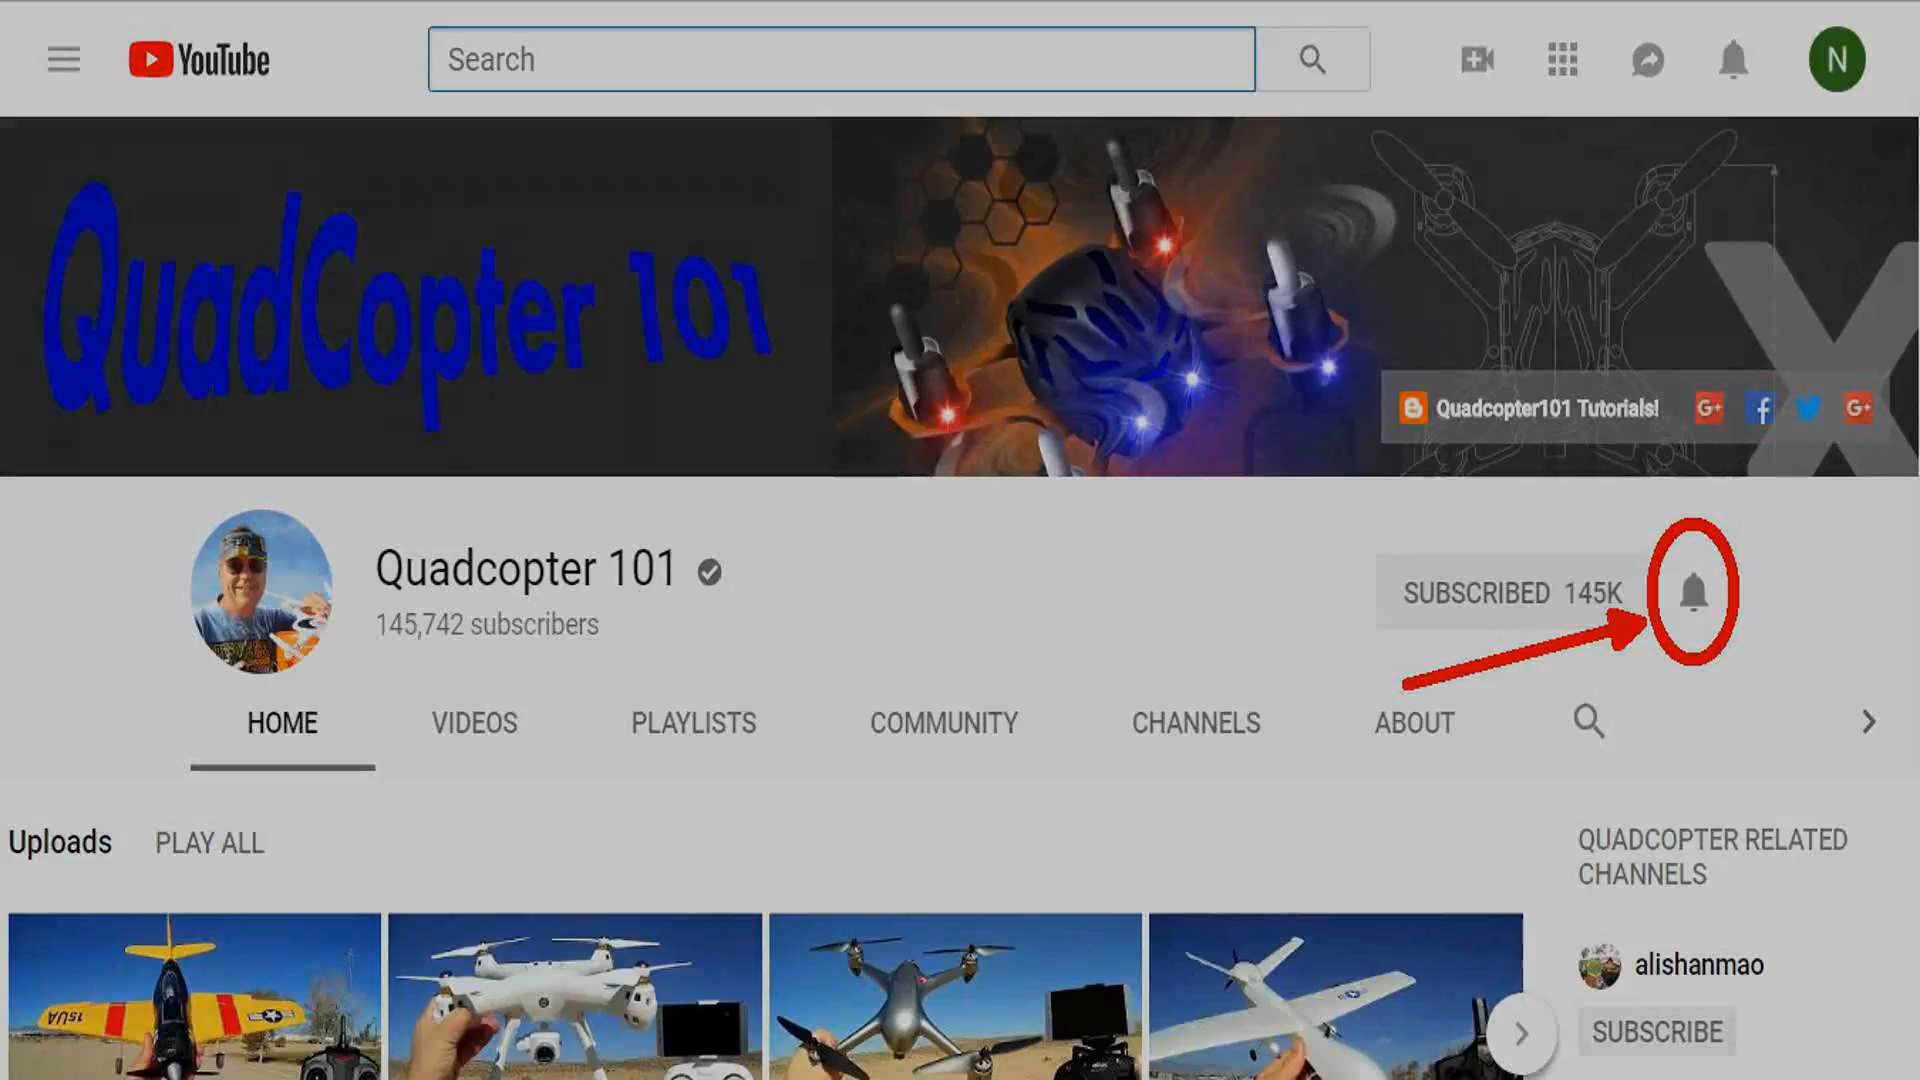 YouTube
Search
N
QuadCopter 101
X
Quadcopter101 Tutorials!
G+ f G+
Quadcopter 101
145,742 subscribers
SUBSCRIBED 145K
HOME VIDEOS PLAYLISTS COMMUNITY CHANNELS ABOUT
Uploads PLAY ALL
QUADCOPTER RELATED
CHANNELS
alishanmao
SUBSCRIBE